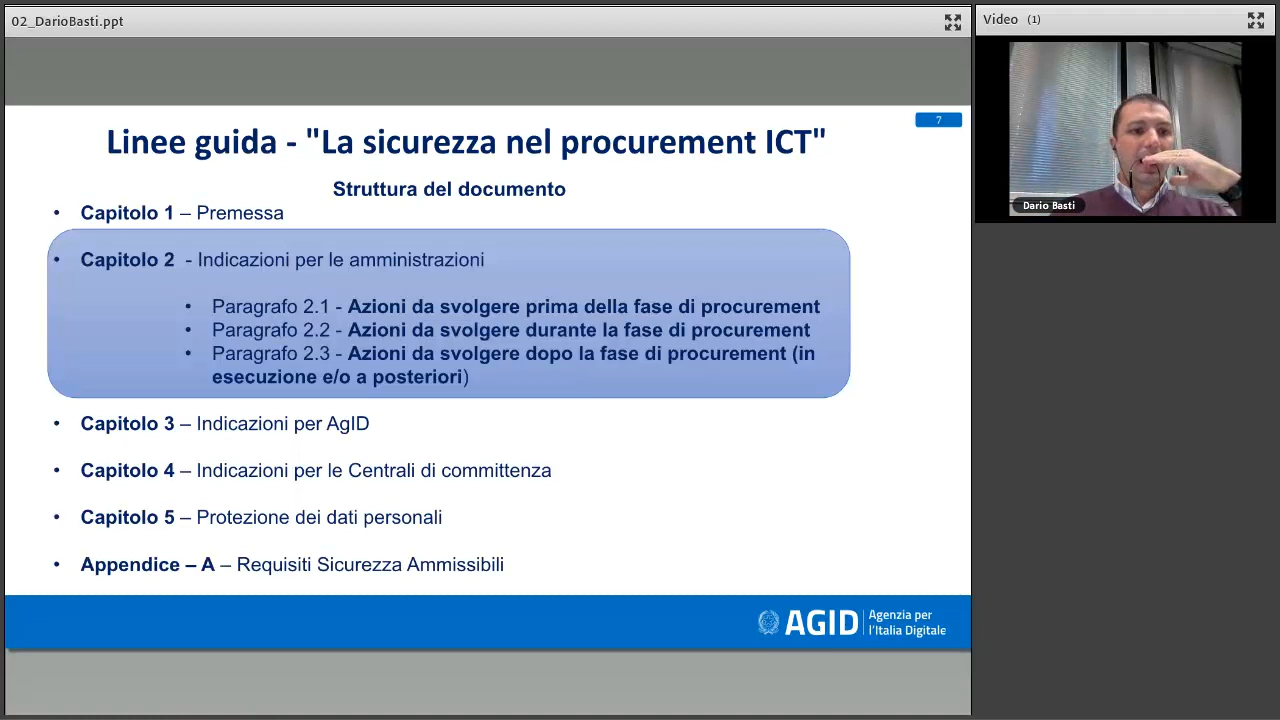 02_DarioBasti.ppt
Video (1)
7
Linee guida - "La sicurezza nel procurement ICT"
Struttura del documento
• Capitolo 1 – Premessa
• Capitolo 2 - Indicazioni per le amministrazioni
• Paragrafo 2.1 - Azioni da svolgere prima della fase di procurement
• Paragrafo 2.2 - Azioni da svolgere durante la fase di procurement
• Paragrafo 2.3 - Azioni da svolgere dopo la fase di procurement (in
esecuzione e/o a posteriori)
• Capitolo 3 – Indicazioni per AgID
• Capitolo 4 – Indicazioni per le Centrali di committenza
• Capitolo 5 – Protezione dei dati personali
• Appendice – A – Requisiti Sicurezza Ammissibili
AGID
Agenzia per
l'Italia Digitale
Dario Basti